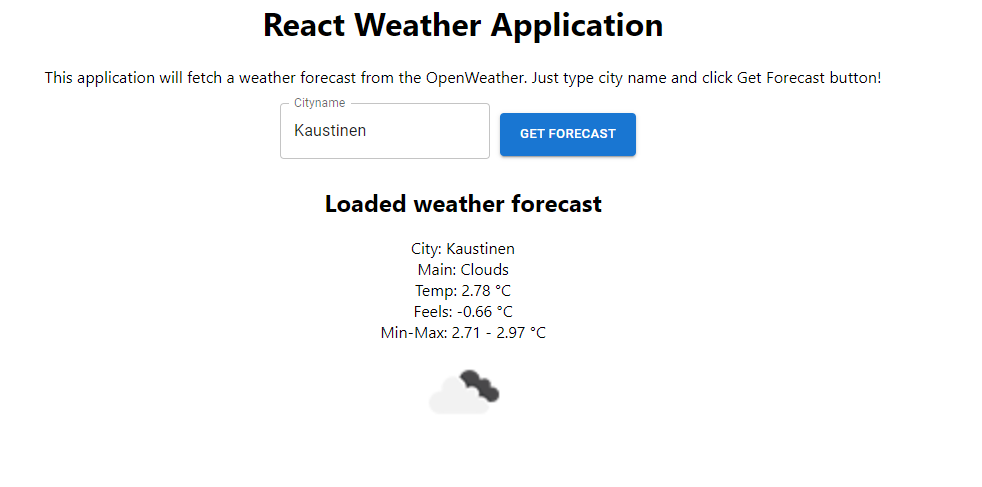 React Weather Application
This application will fetch a weather forecast from the OpenWeather. Just type city name and click Get Forecast button!
Cityname
Kaustinen
GET FORECAST
Loaded weather forecast
City: Kaustinen
Main: Clouds
Temp: 2.78 °C
Feels: -0.66 °C
Min-Max: 2.71 - 2.97 °C